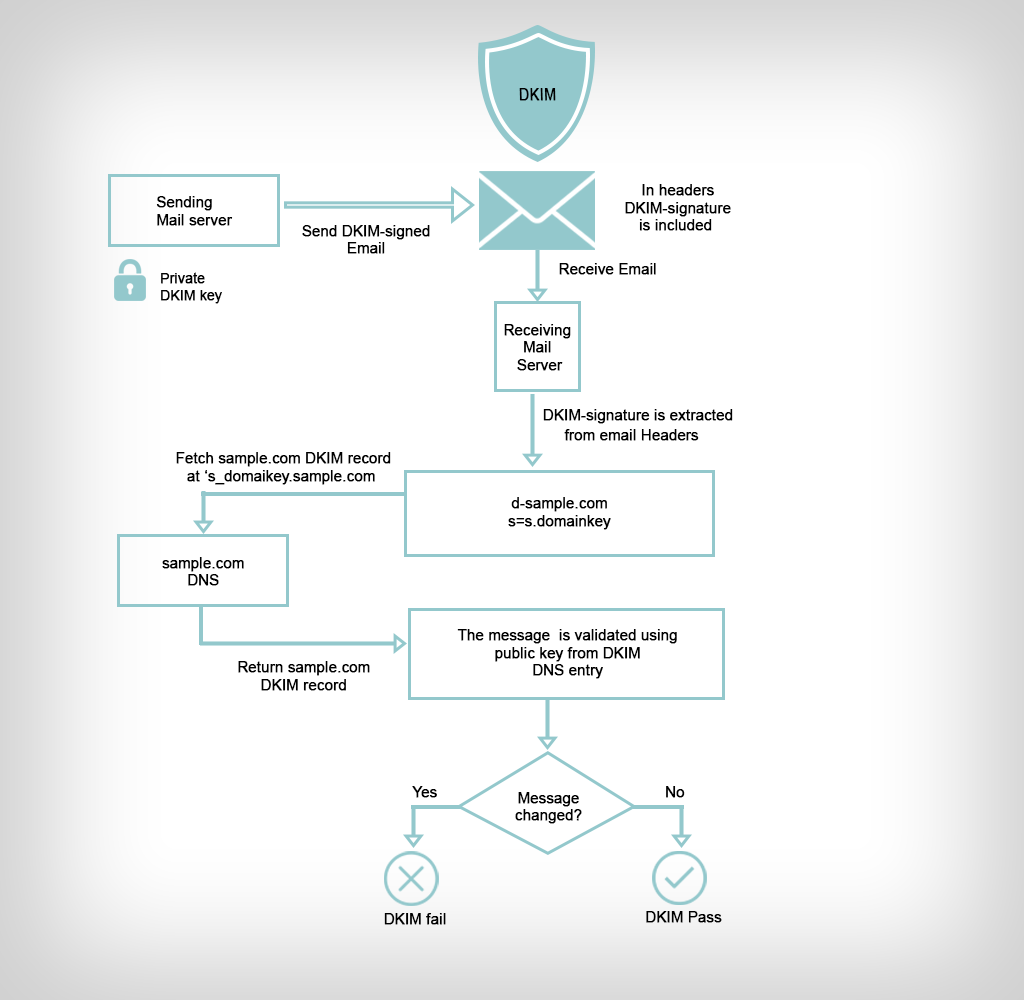 DKIM
Sending
Mail server
Send DKIM-signed
Email
In headers
DKIM-signature
is included
Private
DKIM key
Receive Email
Receiving
Mail
Server
DKIM-signature is extracted
from email Headers
Fetch sample.com DKIM record
at ‘s_domaikey.sample.com
d-sample.com
s=s.domainkey
sample.com
DNS
The message  is validated using
public key from DKIM
DNS entry
Return sample.com
DKIM record
Message
changed?
Yes
No
DKIM fail
DKIM Pass